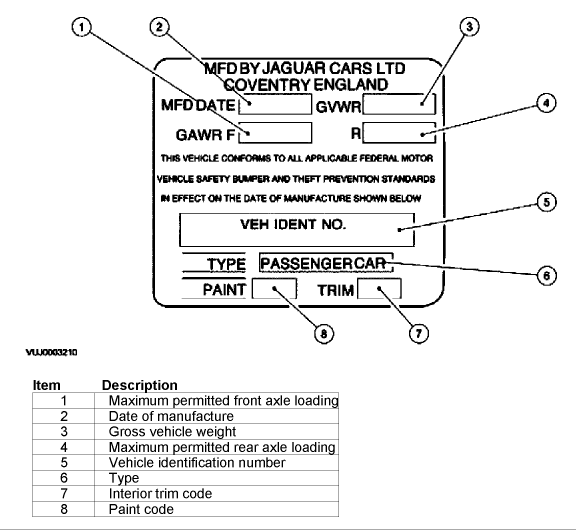 1 2 3
MFD BY JAGUAR CARS LTD
COVENTRY ENGLAND
MFD DATE GVWR
4
GAWR F R
THIS VEHICLE CONFORMS TO ALL APPLICABLE FEDERAL MOTOR
VEHICLE SAFETY BUMPER AND THEFT PREVENTION STANDARDS
IN EFFECT ON THE DATE OF MANUFACTURE SHOWN BELOW
5
VEH IDENT NO.
TYPE PASSENGER CAR
6
PAINT TRIM
8 7
VUJ0003210
Item Description
1 Maximum permitted front axle loading
2 Date of manufacture
3 Gross vehicle weight
4 Maximum permitted rear axle loading
5 Vehicle identification number
6 Type
7 Interior trim code
8 Paint code